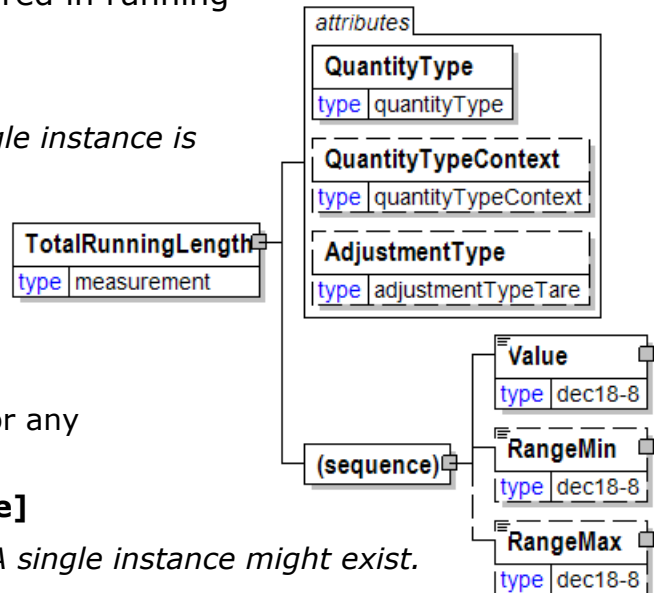 red in running
gle instance is
or any
e]
A single instance might exist.
TotalRunningLength
type measurement
attributes
QuantityType
type quantityType
QuantityTypeContext
type quantityTypeContext
AdjustmentType
type adjustmentTypeTare
(sequence)
Value
type dec18-8
RangeMin
type dec18-8
RangeMax
type dec18-8